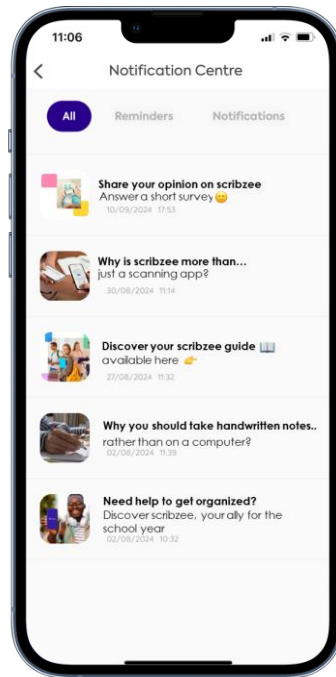 11:06
Notification Centre
All Reminders Notifications
Share your opinion on scribzee
Answer a short survey🙂
10/09/2024 17:53
Why is scribzee more than...
just a scanning app?
30/08/2024 11:14
Discover your scribzee guide 📖
available here 👉
27/08/2024 11:32
Why you should take handwritten notes..
rather than on a computer?
02/08/2024 11:39
Need help to get organized?
Discover scribzee, your ally for the
school year
02/08/2024 10:32